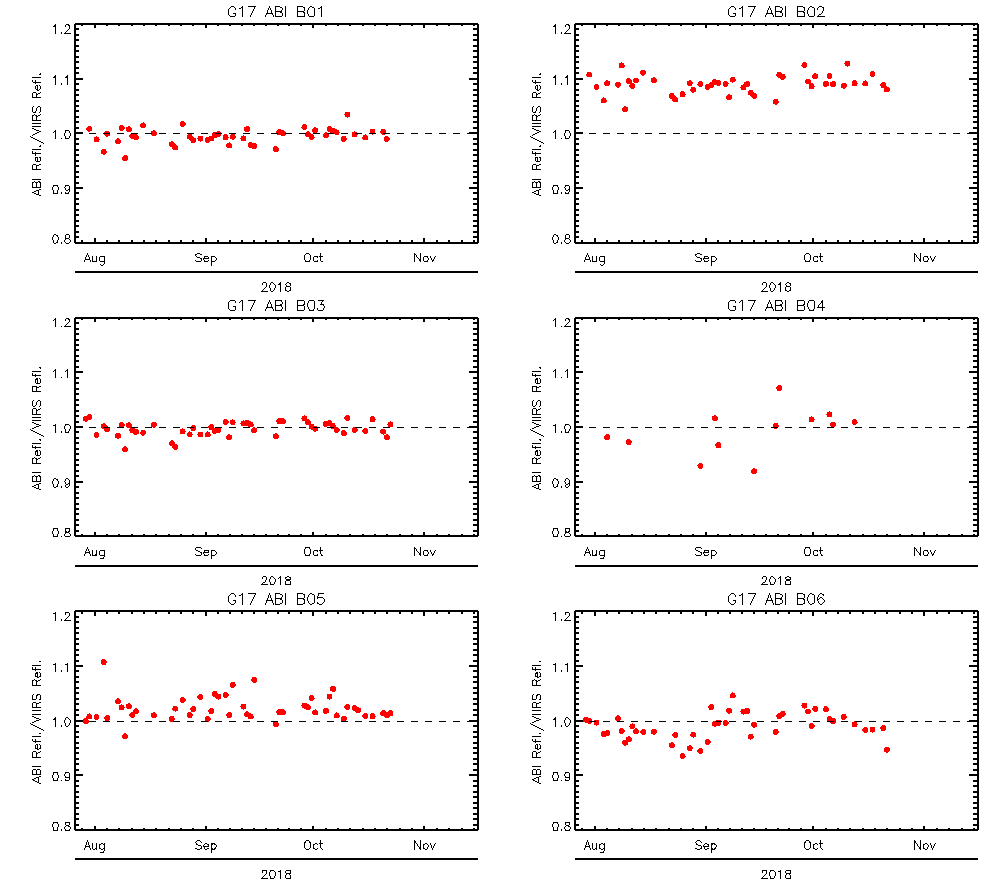 G17 ABI B01
G17 ABI B02
1.2
1.1
1.0
0.9
0.8
ABI Refl./VIIRS Refl.
Aug Sep Oct Nov
2018
1.2
1.1
1.0
0.9
0.8
ABI Refl./VIIRS Refl.
Aug Sep Oct Nov
2018
G17 ABI B03
G17 ABI B04
1.2
1.1
1.0
0.9
0.8
ABI Refl./VIIRS Refl.
Aug Sep Oct Nov
2018
1.2
1.1
1.0
0.9
0.8
ABI Refl./VIIRS Refl.
Aug Sep Oct Nov
2018
G17 ABI B05
G17 ABI B06
1.2
1.1
1.0
0.9
0.8
ABI Refl./VIIRS Refl.
Aug Sep Oct Nov
2018
1.2
1.1
1.0
0.9
0.8
ABI Refl./VIIRS Refl.
Aug Sep Oct Nov
2018